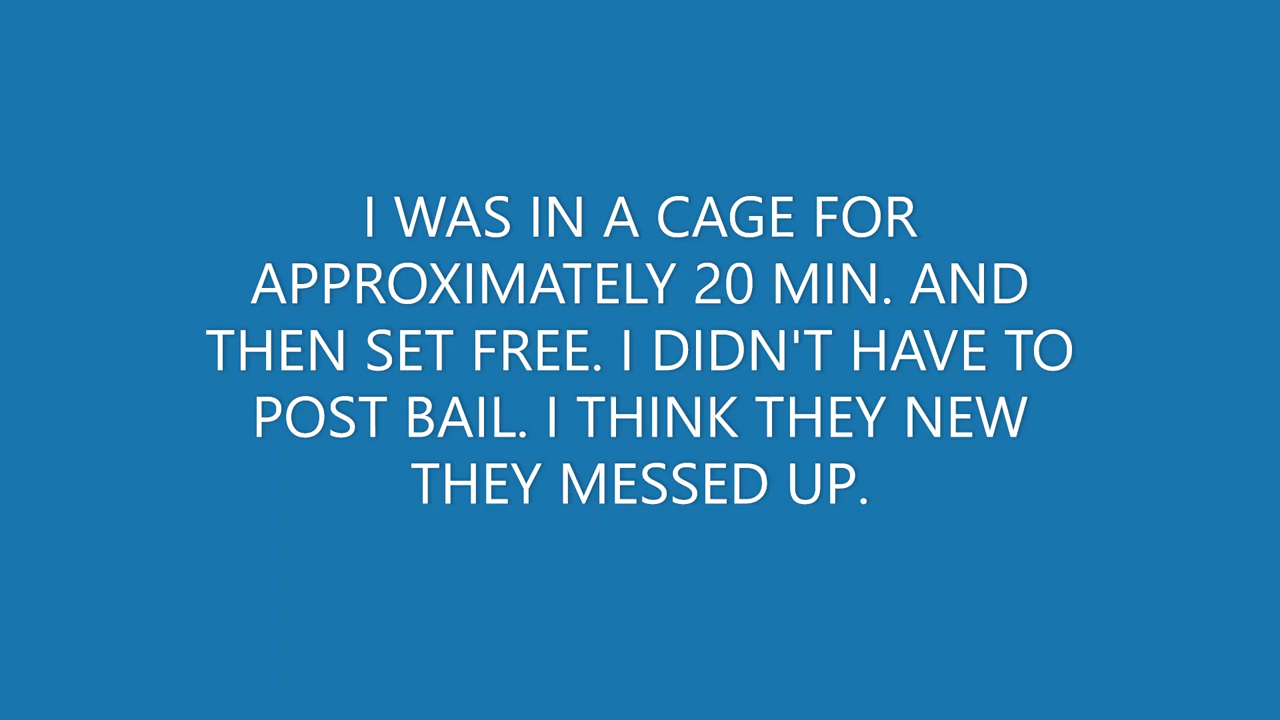 I WAS IN A CAGE FOR
APPROXIMATELY 20 MIN. AND
THEN SET FREE. I DIDN'T HAVE TO
POST BAIL. I THINK THEY NEW
THEY MESSED UP.